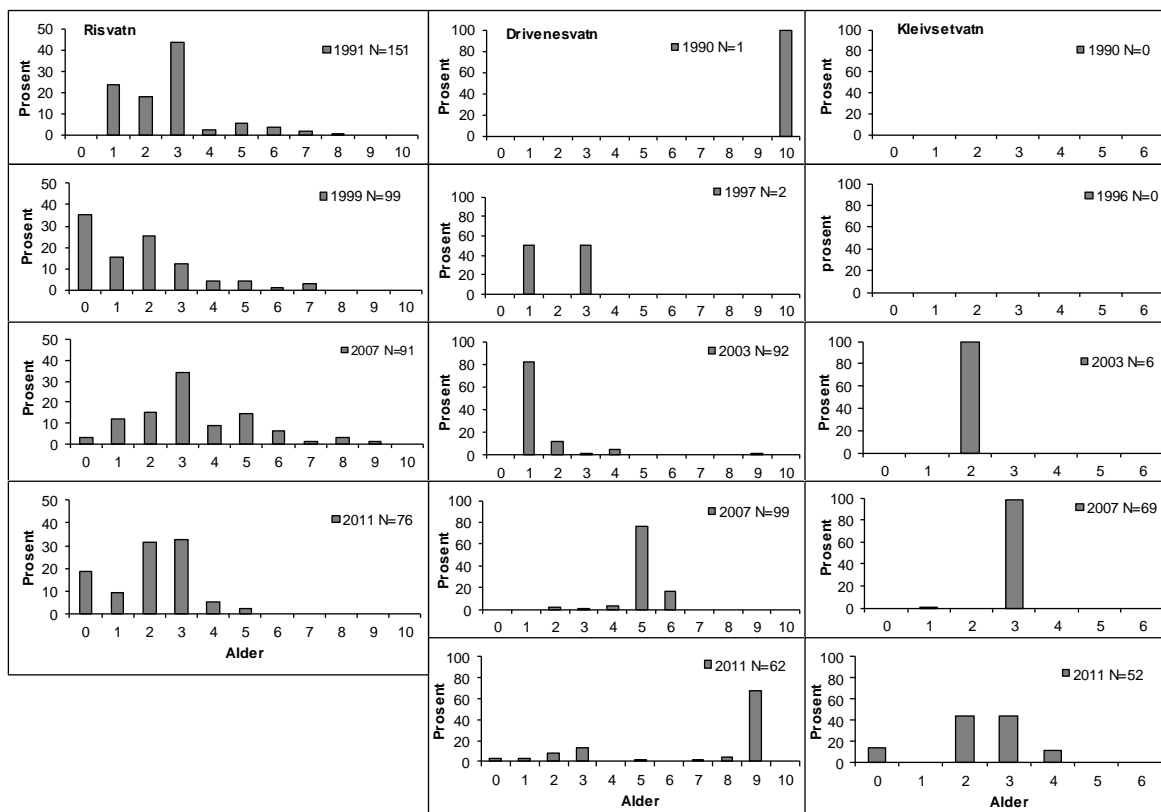 Risvatn
1991 N=151
Prosent
50
40
30
20
10
0
0 1 2 3 4 5 6 7 8 9 10
1999 N=99
Prosent
50
40
30
20
10
0
0 1 2 3 4 5 6 7 8 9 10
2007 N=91
Prosent
50
40
30
20
10
0
0 1 2 3 4 5 6 7 8 9 10
2011 N=76
Prosent
50
40
30
20
10
0
0 1 2 3 4 5 6 7 8 9 10
Alder
Drivenesvatn
1990 N=1
Prosent
100
80
60
40
20
0
0 1 2 3 4 5 6 7 8 9 10
1997 N=2
Prosent
100
80
60
40
20
0
0 1 2 3 4 5 6 7 8 9 10
2003 N=92
Prosent
100
80
60
40
20
0
0 1 2 3 4 5 6 7 8 9 10
2007 N=99
Prosent
100
80
60
40
20
0
0 1 2 3 4 5 6 7 8 9 10
2011 N=62
Prosent
100
80
60
40
20
0
0 1 2 3 4 5 6 7 8 9 10
Alder
Kleivsetvatn
1990 N=0
Prosent
100
80
60
40
20
0
0 1 2 3 4 5 6
1996 N=0
prosent
100
80
60
40
20
0
0 1 2 3 4 5 6
2003 N=6
Prosent
100
80
60
40
20
0
0 1 2 3 4 5 6
2007 N=69
Prosent
100
80
60
40
20
0
0 1 2 3 4 5 6
2011 N=52
Prosent
100
80
60
40
20
0
0 2 3 4 5 6
Alder